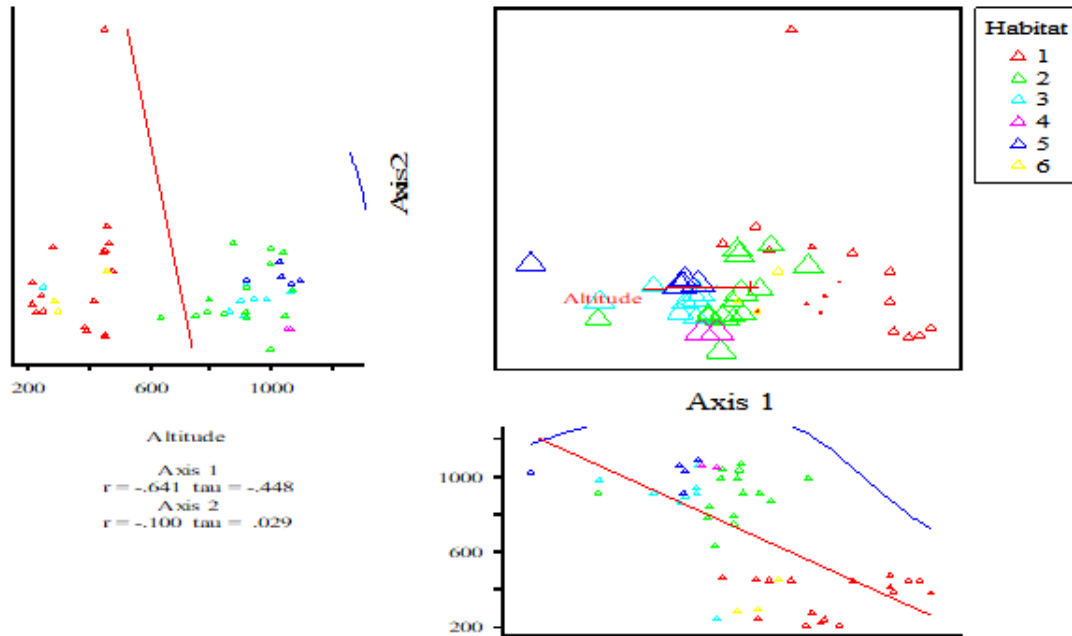 Habitat
1
2
3
4
5
6
Axis2
Altitude
200 600 1000
Axis 1
Altitude
Axis 1
r = -.641 tau = -.448
Axis 2
r = -.100 tau = .029
1000
600
200